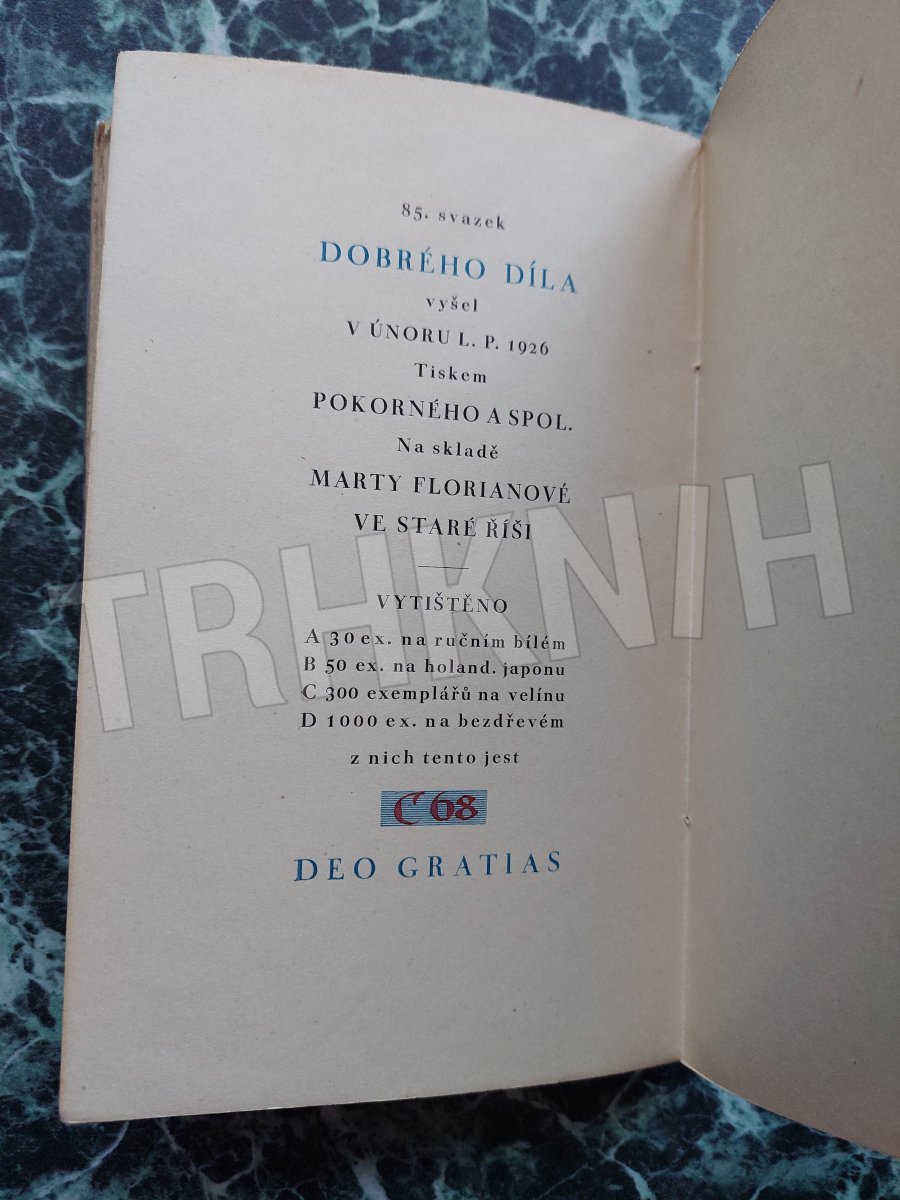 85. svazek
DOBRÉHO DÍLA
vyšel
V ÚNORU L. P. 1926
Tiskem
POKORNÉHO A SPOL.
Na skladě
MARTY FLORIANOVÉ
VE STARÉ ŘÍŠI
VYTIŠTĚNO
A 30 ex. na ručním bílém
B 50 ex. na holand. japonu
C 300 exemplářů na velínu
D 1000 ex. na bezdřevém
z nich tento jest
C 68
DEO GRATIAS
TRHKNIH